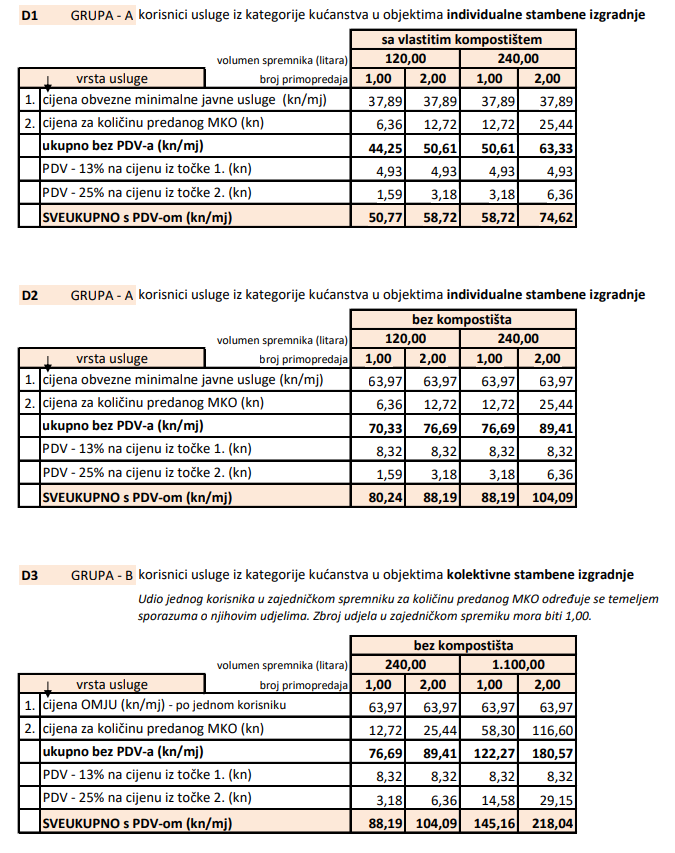 D1 GRUPA - A korisnici usluge iz kategorije kućanstva u objektima individualne stambene izgradnje
sa vlastitim kompostištem
volumen spremnika (litara) 120,00 240,00
vrsta usluge broj primopredaja 1,00 2,00 1,00 2,00
1. cijena obvezne minimalne javne usluge (kn/mj) 37,89 37,89 37,89 37,89
2. cijena za količinu predanog MKO (kn) 6,36 12,72 12,72 25,44
ukupno bez PDV-a (kn/mj) 44,25 50,61 50,61 63,33
PDV - 13% na cijenu iz točke 1. (kn) 4,93 4,93 4,93 4,93
PDV - 25% na cijenu iz točke 2. (kn) 1,59 3,18 3,18 6,36
SVEUKUPNO s PDV-om (kn/mj) 50,77 58,72 58,72 74,62
D2 GRUPA - A korisnici usluge iz kategorije kućanstva u objektima individualne stambene izgradnje
bez kompostišta
volumen spremnika (litara) 120,00 240,00
vrsta usluge broj primopredaja 1,00 2,00 1,00 2,00
1. cijena obvezne minimalne javne usluge (kn/mj) 63,97 63,97 63,97 63,97
2. cijena za količinu predanog MKO (kn) 6,36 12,72 12,72 25,44
ukupno bez PDV-a (kn/mj) 70,33 76,69 76,69 89,41
PDV - 13% na cijenu iz točke 1. (kn) 8,32 8,32 8,32 8,32
PDV - 25% na cijenu iz točke 2. (kn) 1,59 3,18 3,18 6,36
SVEUKUPNO s PDV-om (kn/mj) 80,24 88,19 88,19 104,09
D3 GRUPA - B korisnici usluge iz kategorije kućanstva u objektima kolektivne stambene izgradnje
Udio jednog korisnika u zajedničkom spremniku za količinu predanog MKO određuje se temeljem
sporazuma o njihovim udjelima. Zbroj udjela u zajedničkom spremiku mora biti 1,00.
bez kompostišta
volumen spremnika (litara) 240,00 1.100,00
vrsta usluge broj primopredaja 1,00 2,00 1,00 2,00
1. cijena OMJU (kn/mj) - po jednom korisniku 63,97 63,97 63,97 63,97
2. cijena za količinu predanog MKO (kn) 12,72 25,44 58,30 116,60
ukupno bez PDV-a (kn/mj) 76,69 89,41 122,27 180,57
PDV - 13% na cijenu iz točke 1. (kn) 8,32 8,32 8,32 8,32
PDV - 25% na cijenu iz točke 2. (kn) 3,18 6,36 14,58 29,15
SVEUKUPNO s PDV-om (kn/mj) 88,19 104,09 145,16 218,04